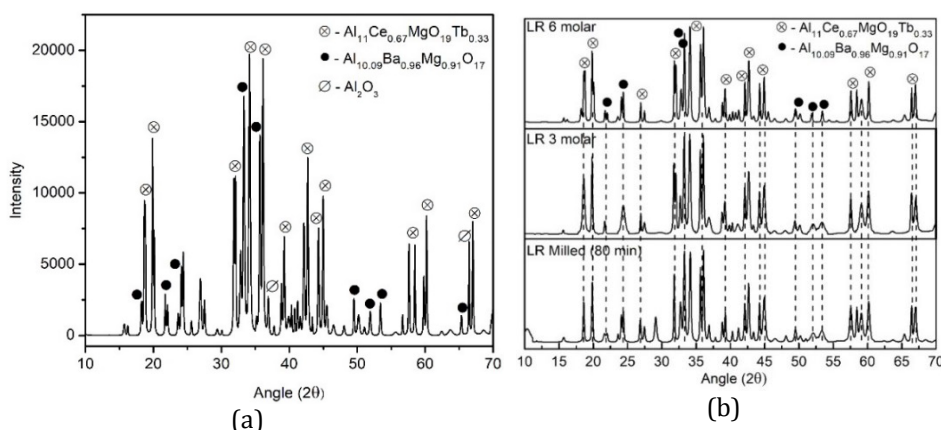 ⊗ - Al₁₁Ce₀.₆₇MgO₁₉Tb₀.₃₃
● - Al₁₀.₀₉Ba₀.₉₆Mg₀.₉₁O₁₇
∅ - Al₂O₃
Intensity
20000
15000
10000
5000
0
10 20 30 40 50 60 70
Angle (2θ)
(a)
LR 6 molar
⊗ - Al₁₁Ce₀.₆₇MgO₁₉Tb₀.₃₃
● - Al₁₀.₀₉Ba₀.₉₆Mg₀.₉₁O₁₇
LR 3 molar
LR Milled (80 min)
10 15 20 25 30 35 40 45 50 55 60 65 70
Angle (2θ)
(b)